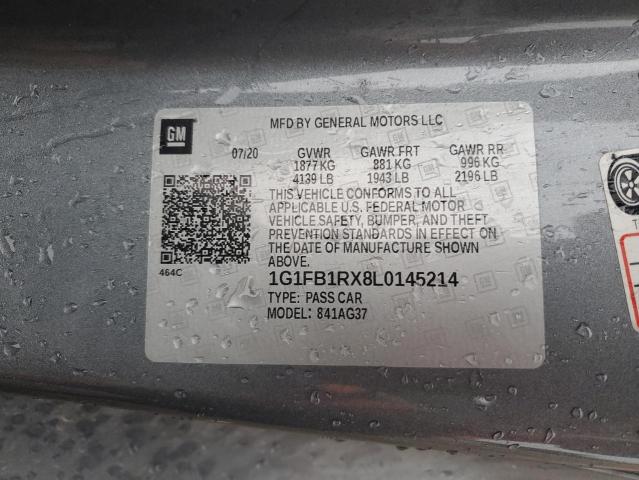 GM
MFD BY GENERAL MOTORS LLC
07/20 GVWR GAWR FRT GAWR RR
1877 KG 881 KG 996 KG
4139 LB 1943 LB 2196 LB
THIS VEHICLE CONFORMS TO ALL
APPLICABLE U.S. FEDERAL MOTOR
VEHICLE SAFETY, BUMPER, AND THEFT
PREVENTION STANDARDS IN EFFECT ON
THE DATE OF MANUFACTURE SHOWN
ABOVE.
464C
1G1FB1RX8L0145214
TYPE: PASS CAR
MODEL: 841AG37